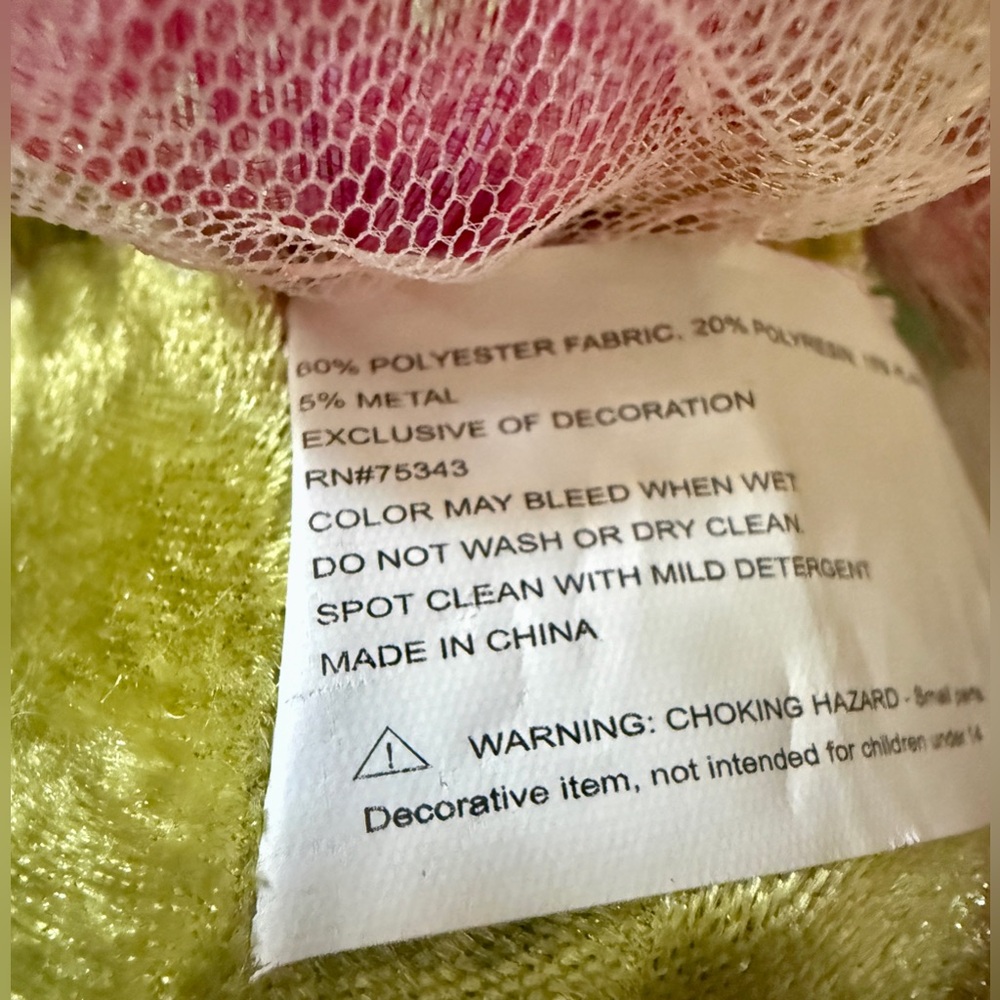 60% POLYESTER FABRIC, 20% POLYRESIN, 15%
5% METAL
EXCLUSIVE OF DECORATION
RN#75343
COLOR MAY BLEED WHEN WET
DO NOT WASH OR DRY CLEAN.
SPOT CLEAN WITH MILD DETERGENT
MADE IN CHINA
WARNING: CHOKING HAZARD - Small parts
Decorative item, not intended for children under 14